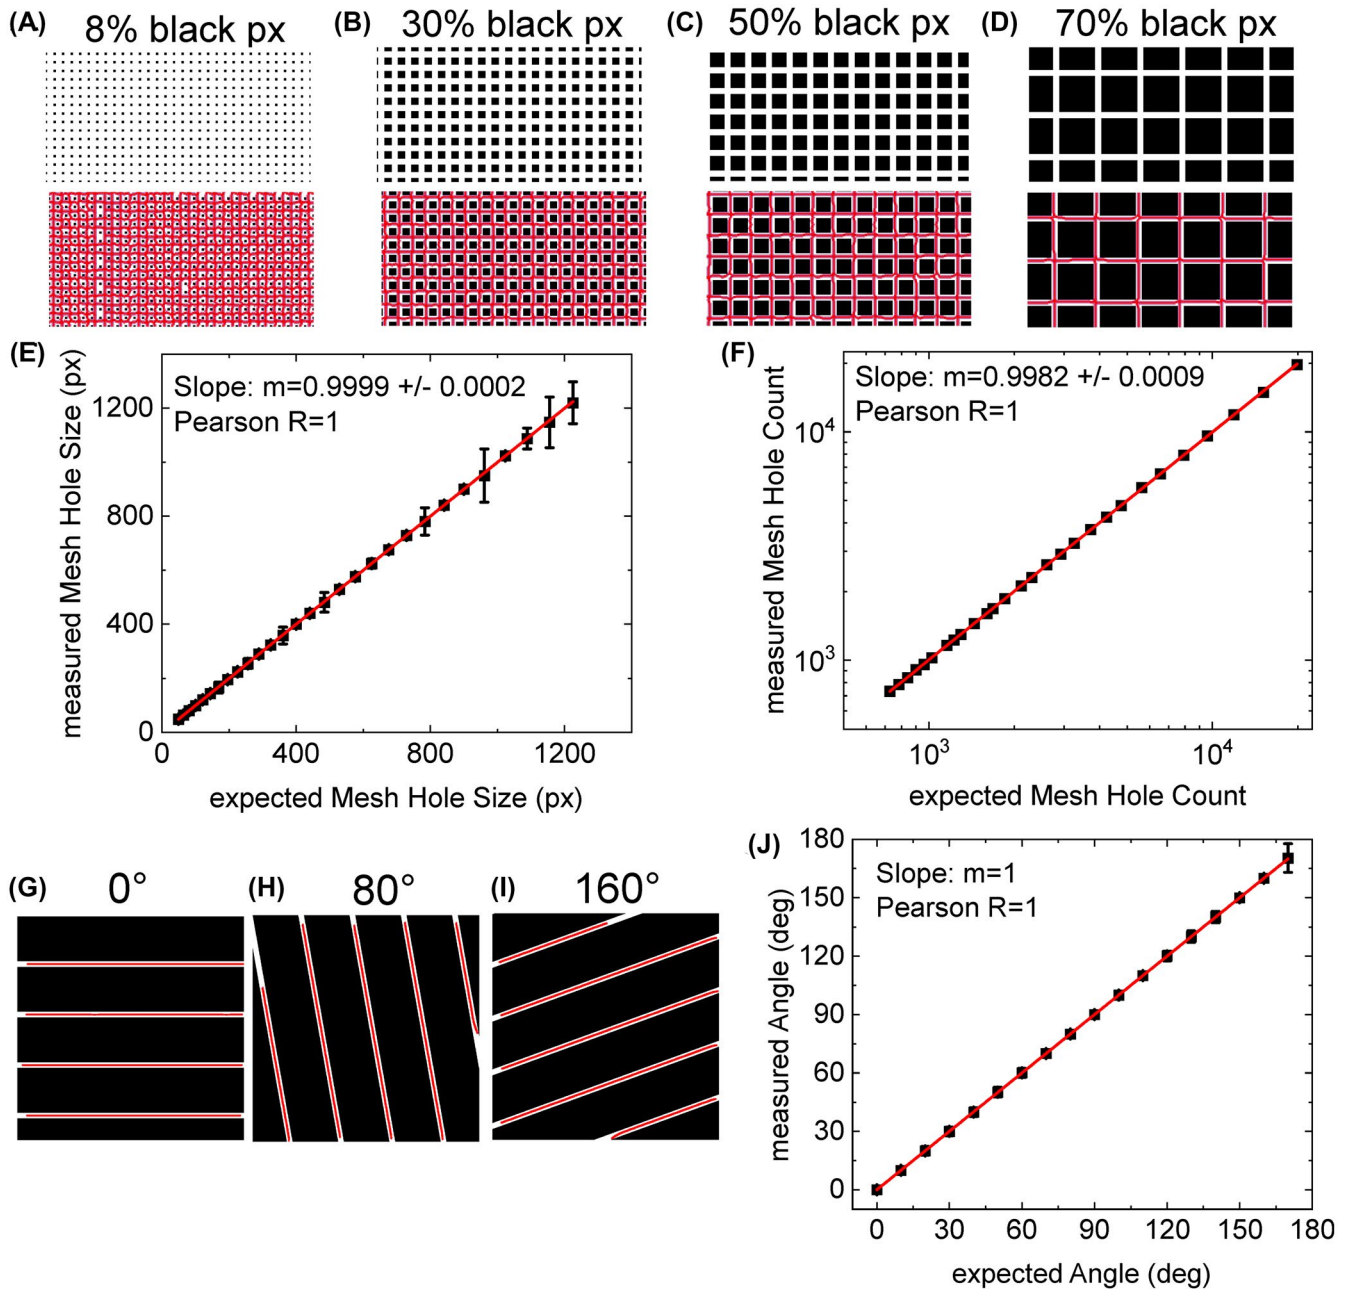 (A) 8% black px (B) 30% black px (C) 50% black px (D) 70% black px
(E)
measured Mesh Hole Size (px)
Slope: m=0.9999 +/- 0.0002
Pearson R=1
1200
800
400
0
0 400 800 1200
expected Mesh Hole Size (px)
(F)
measured Mesh Hole Count
Slope: m=0.9982 +/- 0.0009
Pearson R=1
10⁴
10³
10³ 10⁴
expected Mesh Hole Count
(G) 0° (H) 80° (I) 160°
(J)
measured Angle (deg)
Slope: m=1
Pearson R=1
180
150
120
90
60
30
0
0 30 60 90 120 150 180
expected Angle (deg)